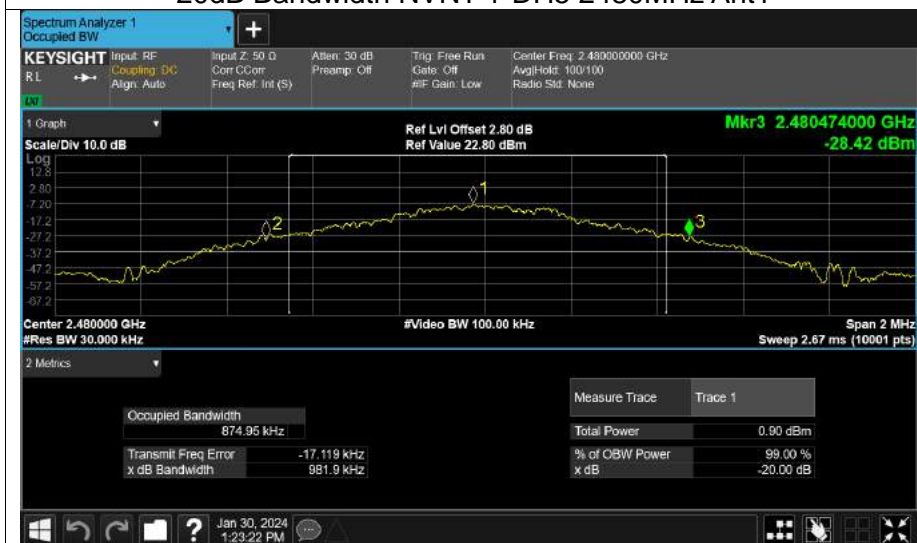 20dB Bandwidth NVNT 1-DH3 2480MHz Ant1
Spectrum Analyzer 1
Occupied BW
+
KEYSIGHT Input: RF Input Z: 50 Ω Atten: 30 dB Trig: Free Run Center Freq: 2.480000000 GHz
R L Coupling: DC Corr CCorr Preamp: Off Gate: Off Avg|Hold: 100/100
Align: Auto Freq Ref: Int (S) #IF Gain: Low Radio Std: None
LXI
1 Graph Ref Lvl Offset 2.80 dB Mkr3 2.480474000 GHz
Scale/Div 10.0 dB Ref Value 22.80 dBm -28.42 dBm
Log
12.8
2.80
-7.20
-17.2
-27.2
-37.2
-47.2
-57.2
-67.2
1
2
3
Center 2.480000 GHz #Video BW 100.00 kHz Span 2 MHz
#Res BW 30.000 kHz Sweep 2.67 ms (10001 pts)
2 Metrics
Measure Trace Trace 1
Occupied Bandwidth
874.95 kHz Total Power 0.90 dBm
Transmit Freq Error -17.119 kHz % of OBW Power 99.00 %
x dB Bandwidth 981.9 kHz x dB -20.00 dB
? Jan 30, 2024
1:23:22 PM